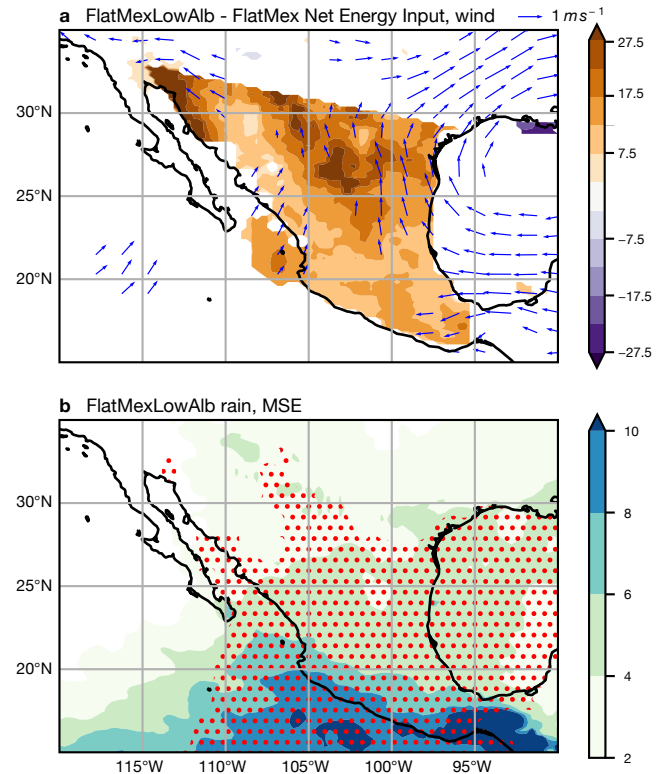 a FlatMexLowAlb - FlatMex Net Energy Input, wind 1 m s⁻¹
27.5
17.5
7.5
−7.5
−17.5
−27.5
30°N
25°N
20°N
b FlatMexLowAlb rain, MSE
10
8
6
4
2
30°N
25°N
20°N
115°W 110°W 105°W 100°W 95°W